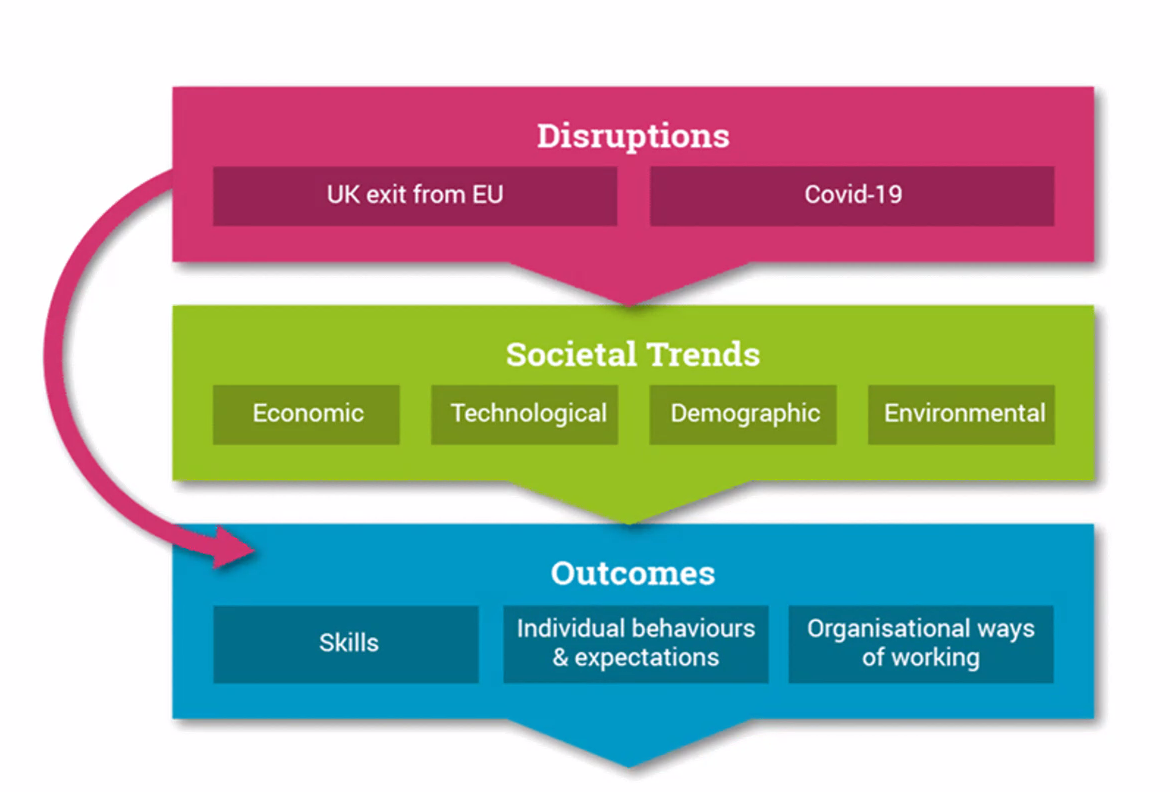 Disruptions
UK exit from EU
Covid-19
Societal Trends
Economic
Technological
Demographic
Environmental
Outcomes
Skills
Individual behaviours
& expectations
Organisational ways
of working